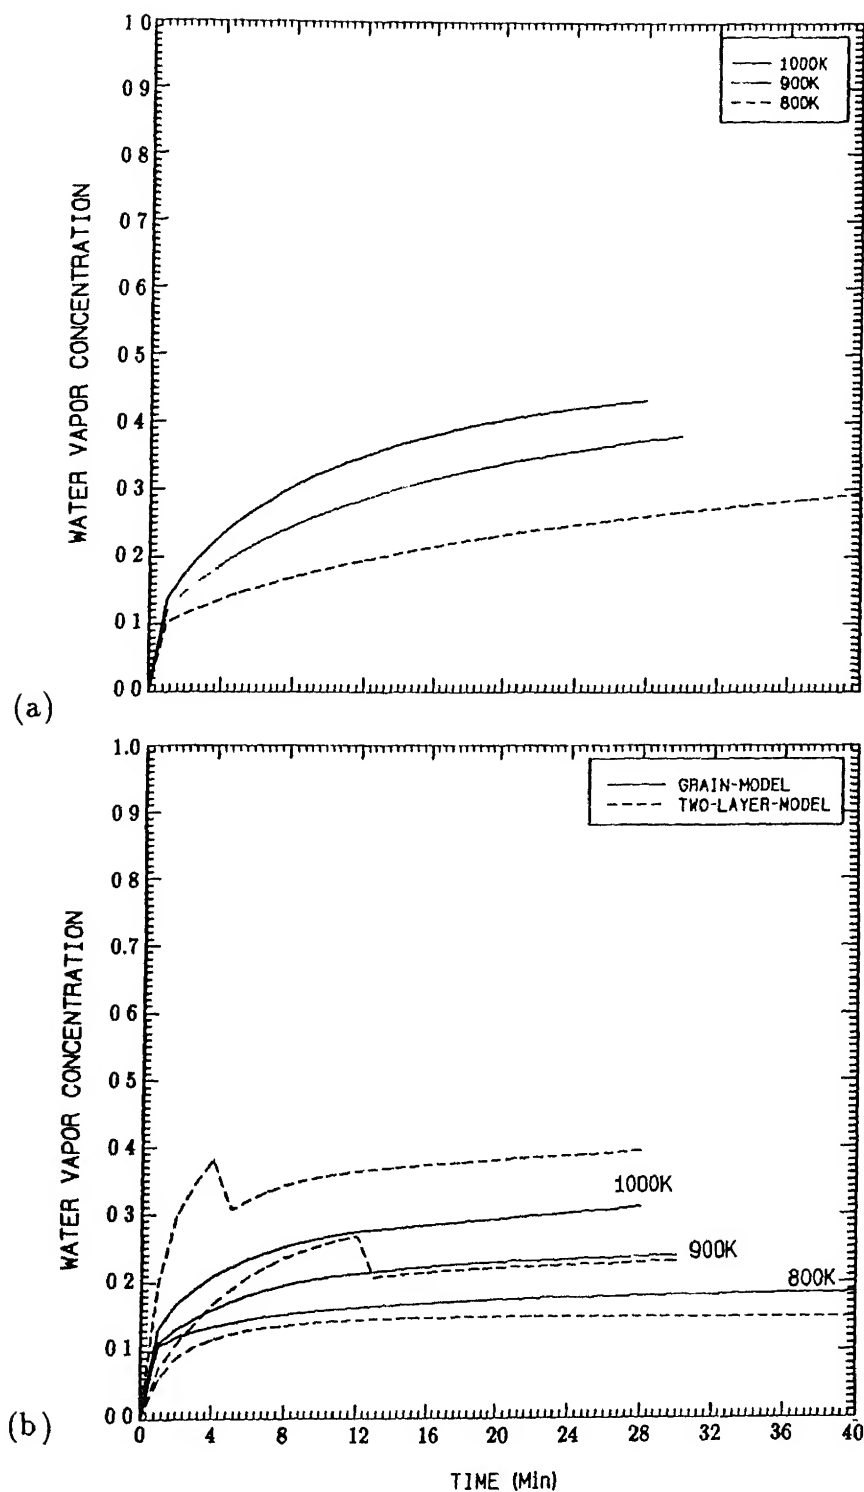 1 0
0 9
0 8
0 7
0 6
0 5
0 4
0 3
0 2
0 1
0 0
WATER VAPOR CONCENTRATION
1000K
900K
800K
(a)
1.0
0 9
0 8
0.7
0 6
0 5
0 4
0 3
0 2
0 1
0 0
WATER VAPOR CONCENTRATION
GRAIN-MODEL
TWO-LAYER-MODEL
1000K
900K
800K
(b)
0 4 8 12 16 20 24 28 32 36 40
TIME (Min)